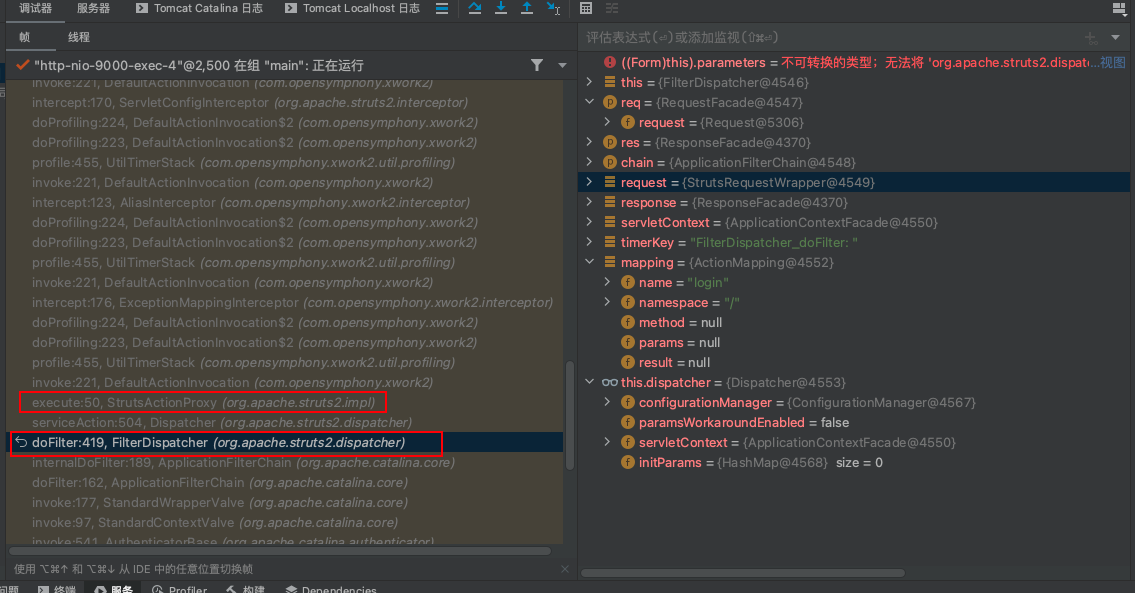 调试器 服务器 Tomcat Catalina 日志 Tomcat Localhost 日志
帧 线程
"http-nio-9000-exec-4"@2,500 在组 "main": 正在运行
invoke:221, DefaultActionInvocation (com.opensymphony.xwork2)
intercept:170, ServletConfigInterceptor (org.apache.struts2.interceptor)
doProfiling:224, DefaultActionInvocation$2 (com.opensymphony.xwork2)
doProfiling:223, DefaultActionInvocation$2 (com.opensymphony.xwork2)
profile:455, UtilTimerStack (com.opensymphony.xwork2.util.profiling)
invoke:221, DefaultActionInvocation (com.opensymphony.xwork2)
intercept:123, AliasInterceptor (com.opensymphony.xwork2.interceptor)
doProfiling:224, DefaultActionInvocation$2 (com.opensymphony.xwork2)
doProfiling:223, DefaultActionInvocation$2 (com.opensymphony.xwork2)
profile:455, UtilTimerStack (com.opensymphony.xwork2.util.profiling)
invoke:221, DefaultActionInvocation (com.opensymphony.xwork2)
intercept:176, ExceptionMappingInterceptor (com.opensymphony.xwork2.interceptor)
doProfiling:224, DefaultActionInvocation$2 (com.opensymphony.xwork2)
doProfiling:223, DefaultActionInvocation$2 (com.opensymphony.xwork2)
profile:455, UtilTimerStack (com.opensymphony.xwork2.util.profiling)
invoke:221, DefaultActionInvocation (com.opensymphony.xwork2)
execute:50, StrutsActionProxy (org.apache.struts2.impl)
serviceAction:504, Dispatcher (org.apache.struts2.dispatcher)
doFilter:419, FilterDispatcher (org.apache.struts2.dispatcher)
internalDoFilter:189, ApplicationFilterChain (org.apache.catalina.core)
doFilter:162, ApplicationFilterChain (org.apache.catalina.core)
invoke:177, StandardWrapperValve (org.apache.catalina.core)
invoke:97, StandardContextValve (org.apache.catalina.core)
invoke:541, AuthenticatorBase (org.apache.catalina.authenticator)
使用 ⌥⌘↑ 和 ⌥⌘↓ 从 IDE 中的任意位置切换帧
评估表达式(⏎)或添加监视(⇧⌘⏎)
((Form)this).parameters = 不可转换的类型；无法将 'org.apache.struts2.dispatc...视图
this = {FilterDispatcher@4546}
req = {RequestFacade@4547}
request = {Request@5306}
res = {ResponseFacade@4370}
chain = {ApplicationFilterChain@4548}
request = {StrutsRequestWrapper@4549}
response = {ResponseFacade@4370}
servletContext = {ApplicationContextFacade@4550}
timerKey = "FilterDispatcher_doFilter: "
mapping = {ActionMapping@4552}
name = "login"
namespace = "/"
method = null
params = null
result = null
this.dispatcher = {Dispatcher@4553}
configurationManager = {ConfigurationManager@4567}
paramsWorkaroundEnabled = false
servletContext = {ApplicationContextFacade@4550}
initParams = {HashMap@4568} size = 0
问题 终端 服务 Profiler 构建 Dependencies